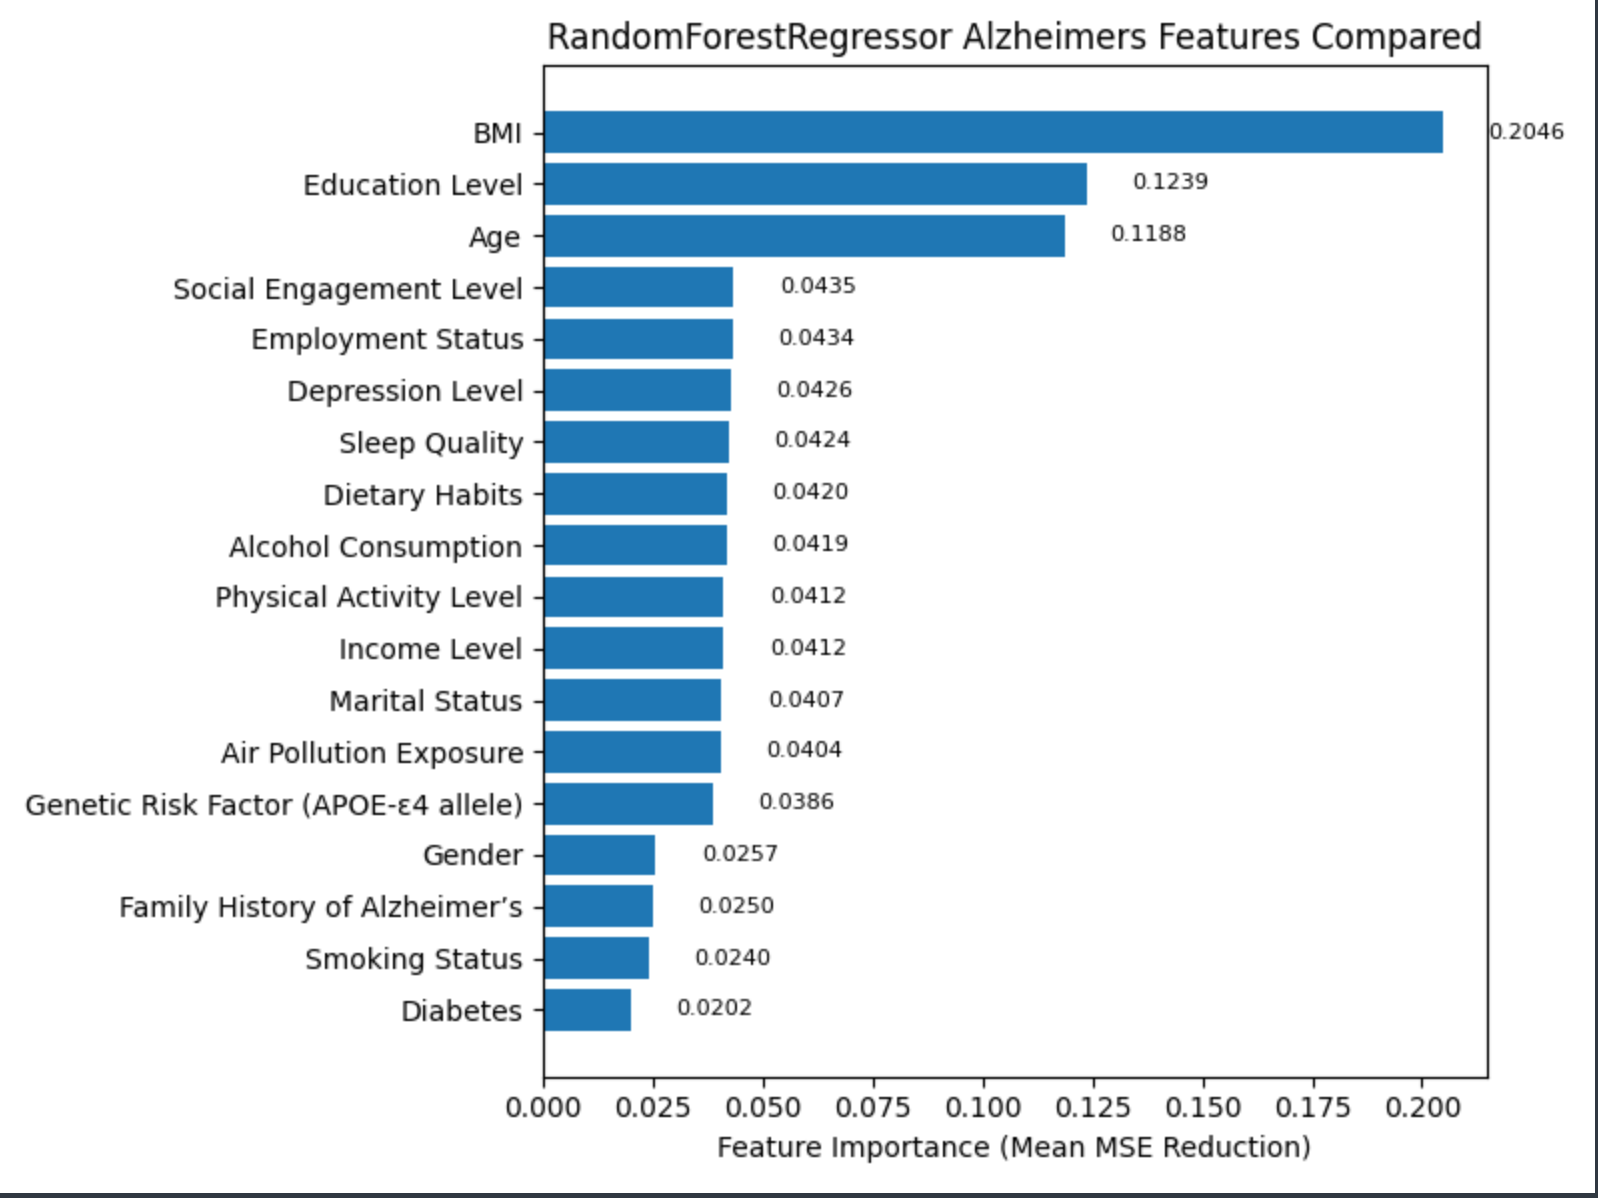 RandomForestRegressor Alzheimers Features Compared
BMI 0.2046
Education Level 0.1239
Age 0.1188
Social Engagement Level 0.0435
Employment Status 0.0434
Depression Level 0.0426
Sleep Quality 0.0424
Dietary Habits 0.0420
Alcohol Consumption 0.0419
Physical Activity Level 0.0412
Income Level 0.0412
Marital Status 0.0407
Air Pollution Exposure 0.0404
Genetic Risk Factor (APOE-ε4 allele) 0.0386
Gender 0.0257
Family History of Alzheimer’s 0.0250
Smoking Status 0.0240
Diabetes 0.0202
0.000 0.025 0.050 0.075 0.100 0.125 0.150 0.175 0.200
Feature Importance (Mean MSE Reduction)